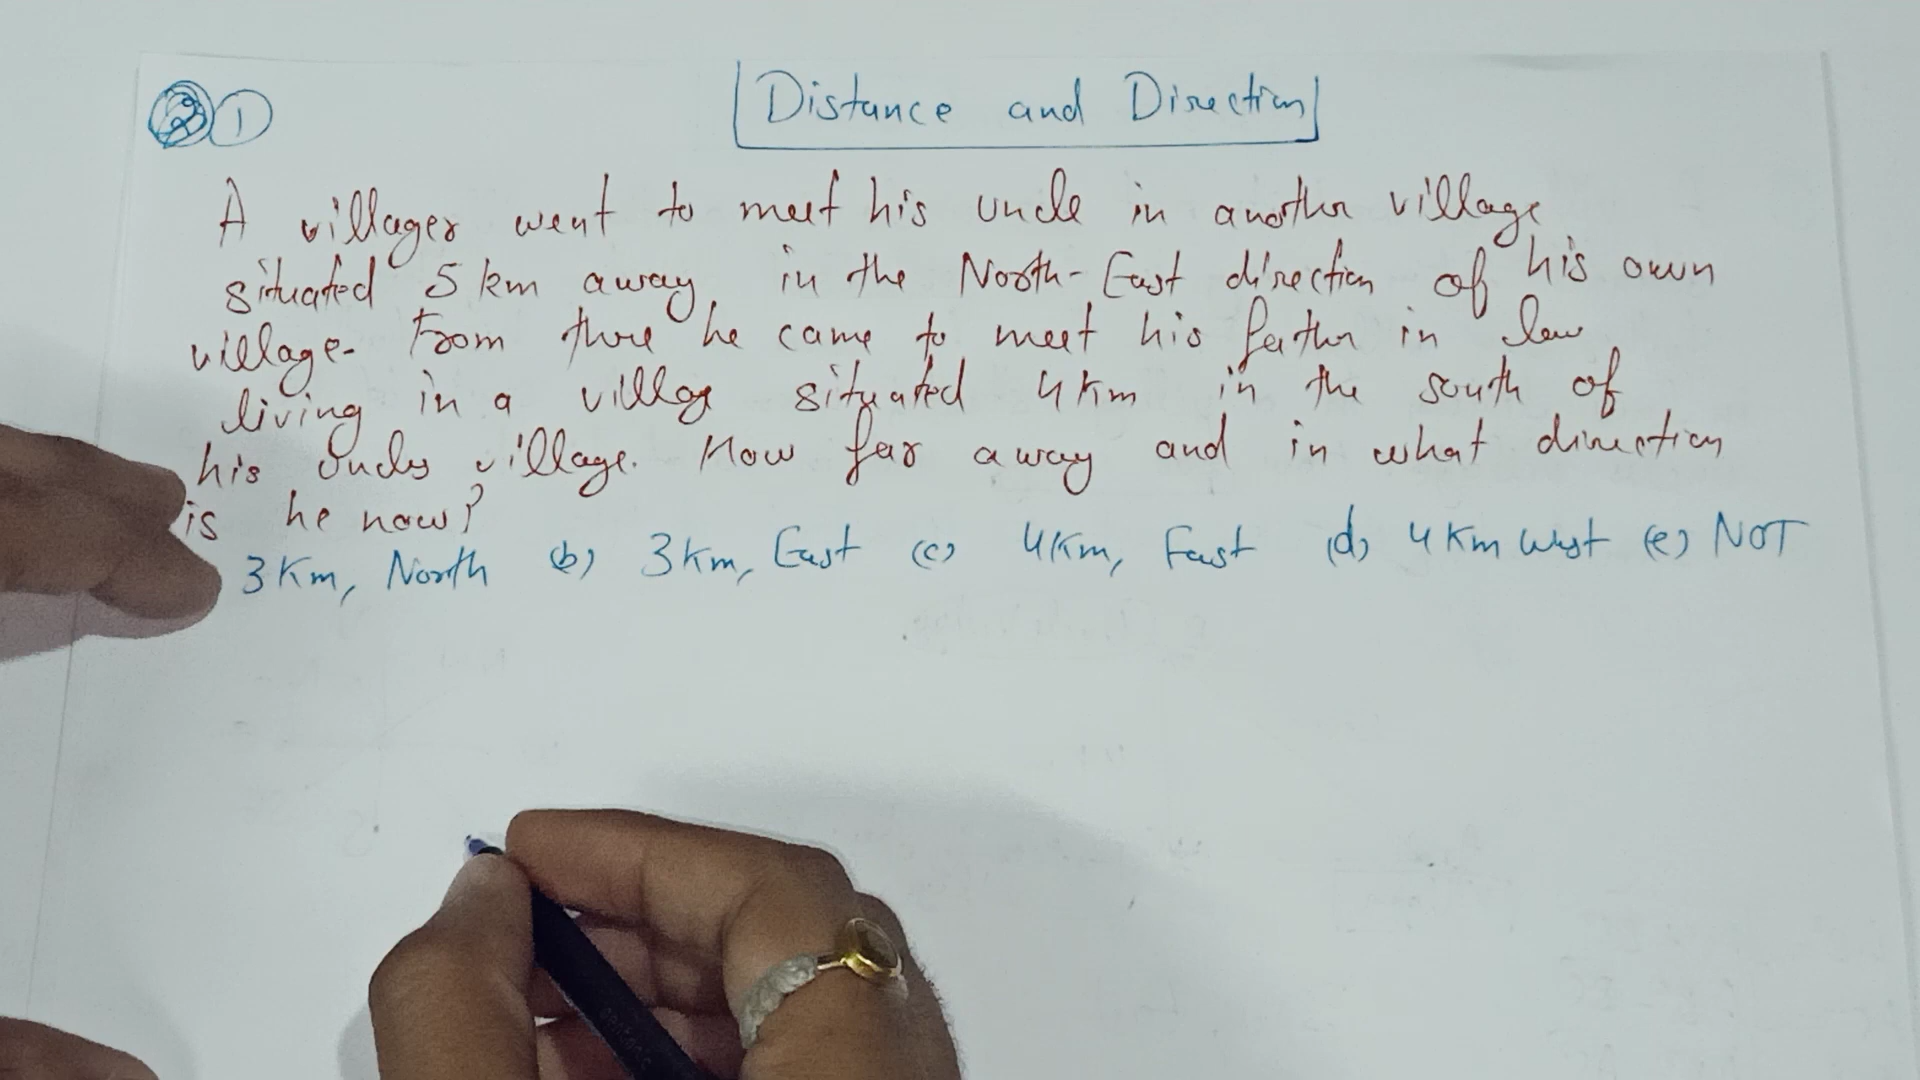 ① Distance and Direction
A villager went to meet his uncle in another village
situated 5 km away, in the North-East direction of his own
village. From there he came to meet his father in law
living in a village situated 4 km in the south of
his uncles village. How far away and in what direction
is he now?
3 Km, North (b) 3 km, East (c) 4 Km, East (d) 4 Km West (e) NOT